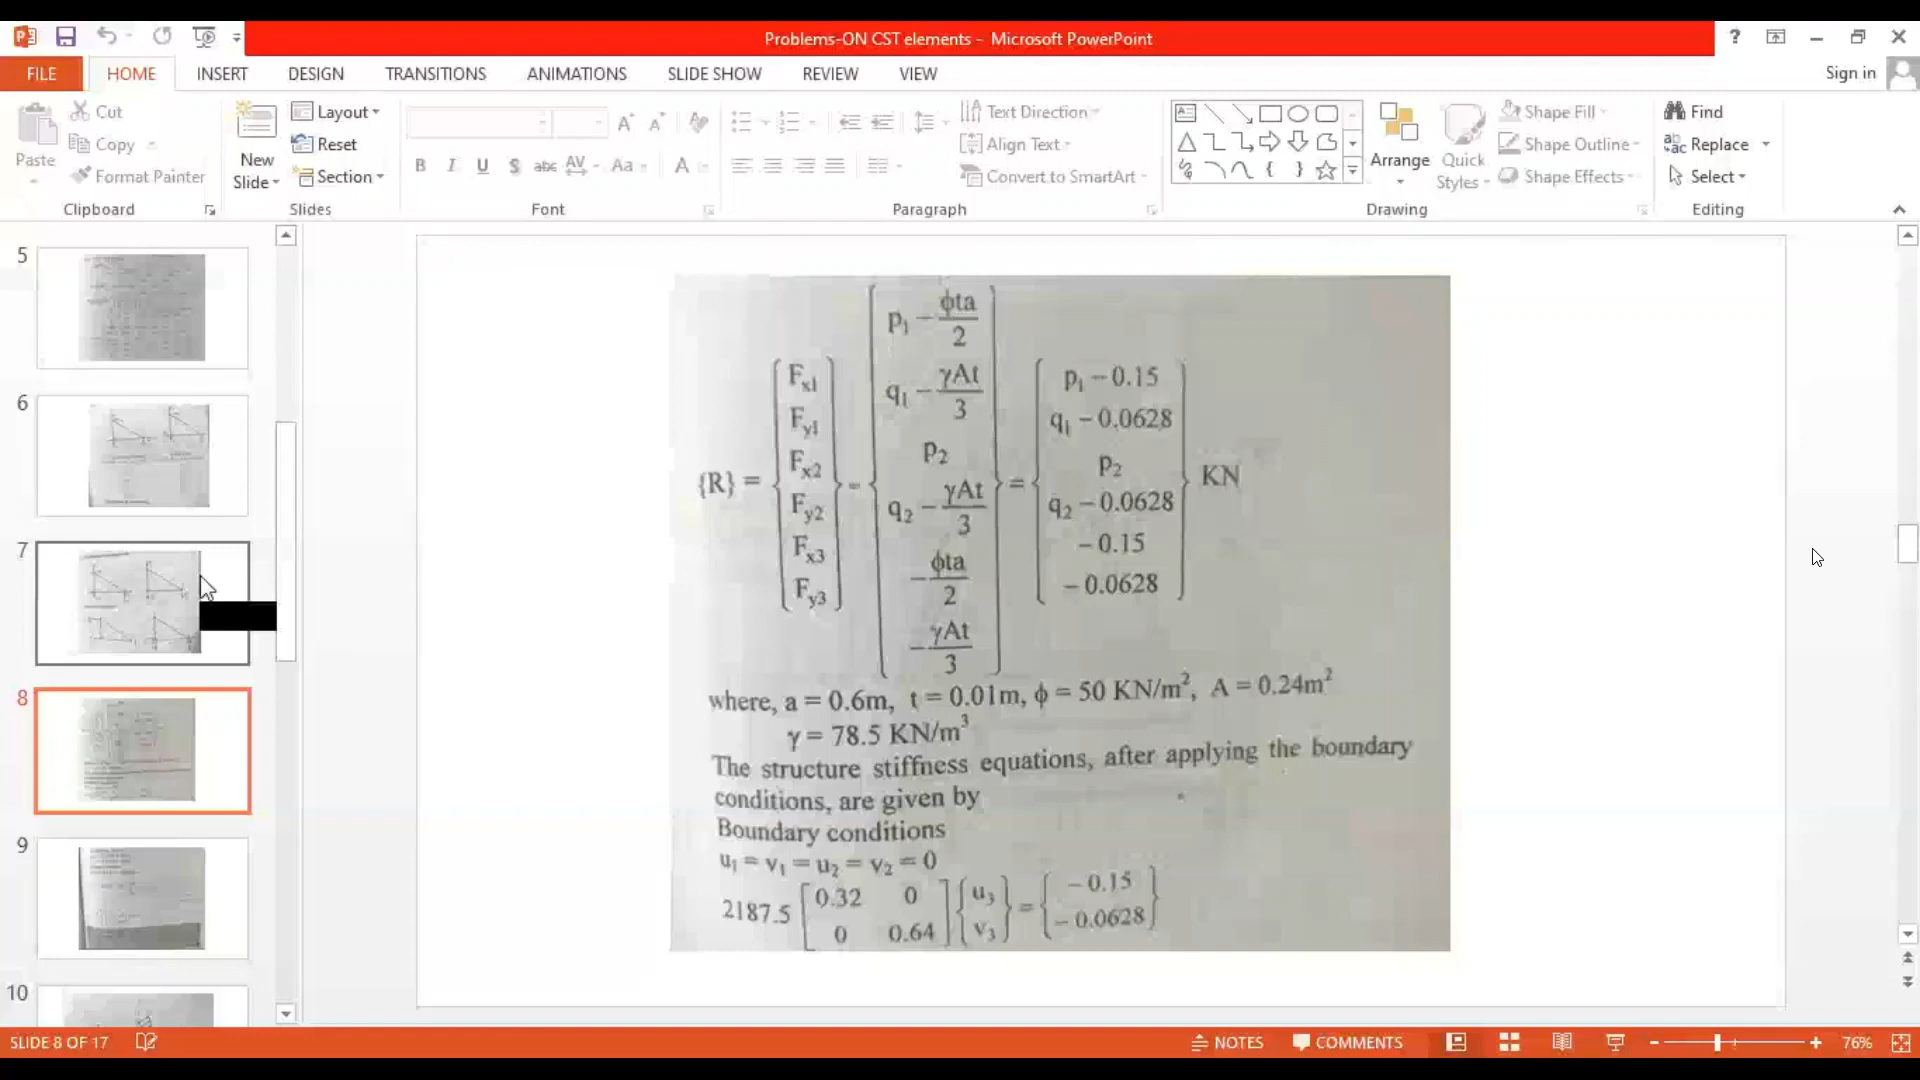 Problems-ON CST elements - Microsoft PowerPoint
FILE HOME INSERT DESIGN TRANSITIONS ANIMATIONS SLIDE SHOW REVIEW VIEW
Sign in
Paste
Cut
Copy
Format Painter
Clipboard
New Slide
Layout
Reset
Section
Slides
B I U S abc AV Aa A
Font
Text Direction
Align Text
Convert to SmartArt
Paragraph
Arrange
Quick Styles
Shape Fill
Shape Outline
Shape Effects
Drawing
Find
Replace
Select
Editing
5
6
7
8
9
10
{R} = { Fx1 Fy1 Fx2 Fy2 Fx3 Fy3 } = { p1 - ϕta/2 q1 - γAt/3 p2 q2 - γAt/3 - ϕta/2 - γAt/3 } = { p1 - 0.15 q1 - 0.0628 p2 q2 - 0.0628 - 0.15 - 0.0628 } KN
where, a = 0.6m, t = 0.01m, ϕ = 50 KN/m², A = 0.24m²
γ = 78.5 KN/m³
The structure stiffness equations, after applying the boundary
conditions, are given by
Boundary conditions
u1 = v1 = u2 = v2 = 0
2187.5 [ 0.32 0 0 0.64 ] { u3 v3 } = { - 0.15 - 0.0628 }
SLIDE 8 OF 17
NOTES
COMMENTS
76%